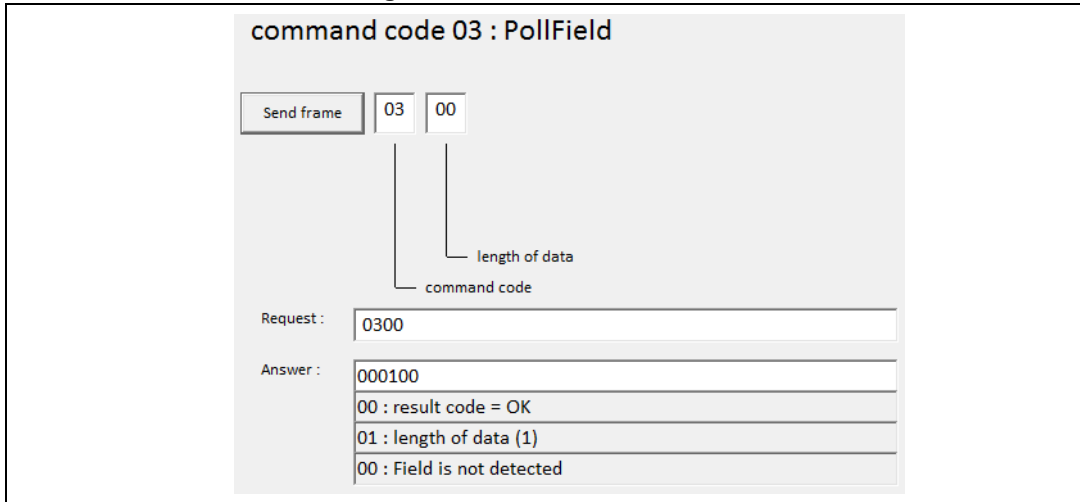 command code 03 : PollField
Send frame 03 00
length of data
command code
Request : 0300
Answer : 000100
00 : result code = OK
01 : length of data (1)
00 : Field is not detected